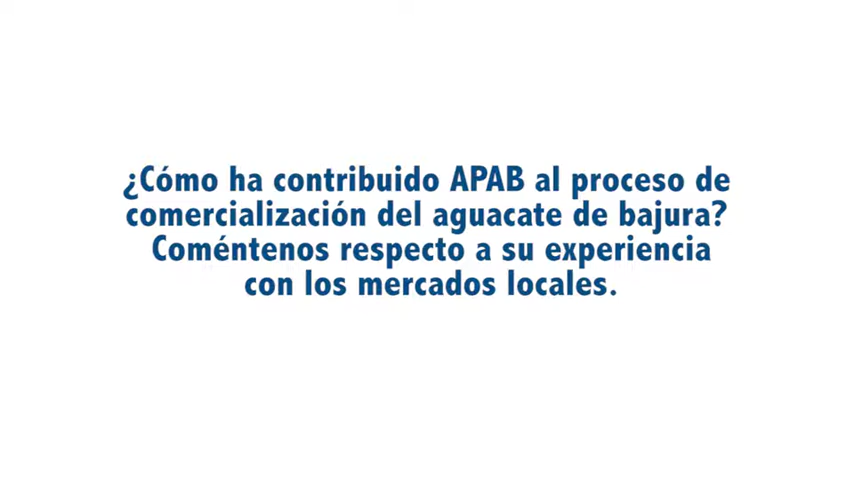 ¿Cómo ha contribuido APAB al proceso de
comercialización del aguacate de bajura?
Coméntenos respecto a su experiencia
con los mercados locales.